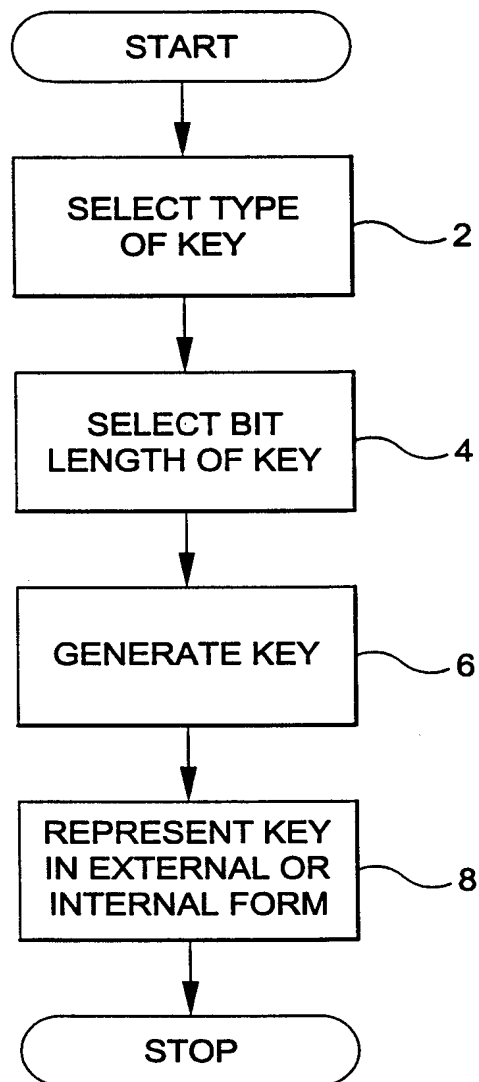 START
SELECT TYPE
OF KEY
2
SELECT BIT
LENGTH OF KEY
4
GENERATE KEY
6
REPRESENT KEY
IN EXTERNAL OR
INTERNAL FORM
8
STOP